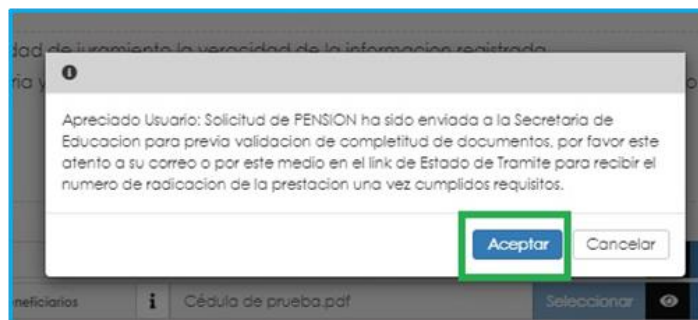 dad de juramento la veracidad de la informacion registrada
ria y
Apreciado Usuario: Solicitud de PENSION ha sido enviada a la Secretaria de
Educacion para previa validacion de completitud de documentos, por favor este
atento a su correo o por este medio en el link de Estado de Tramite para recibir el
numero de radicacion de la prestacion una vez cumplidos requisitos.
Aceptar Cancelar
neficiarios i Cédula de prueba.pdf Seleccionar